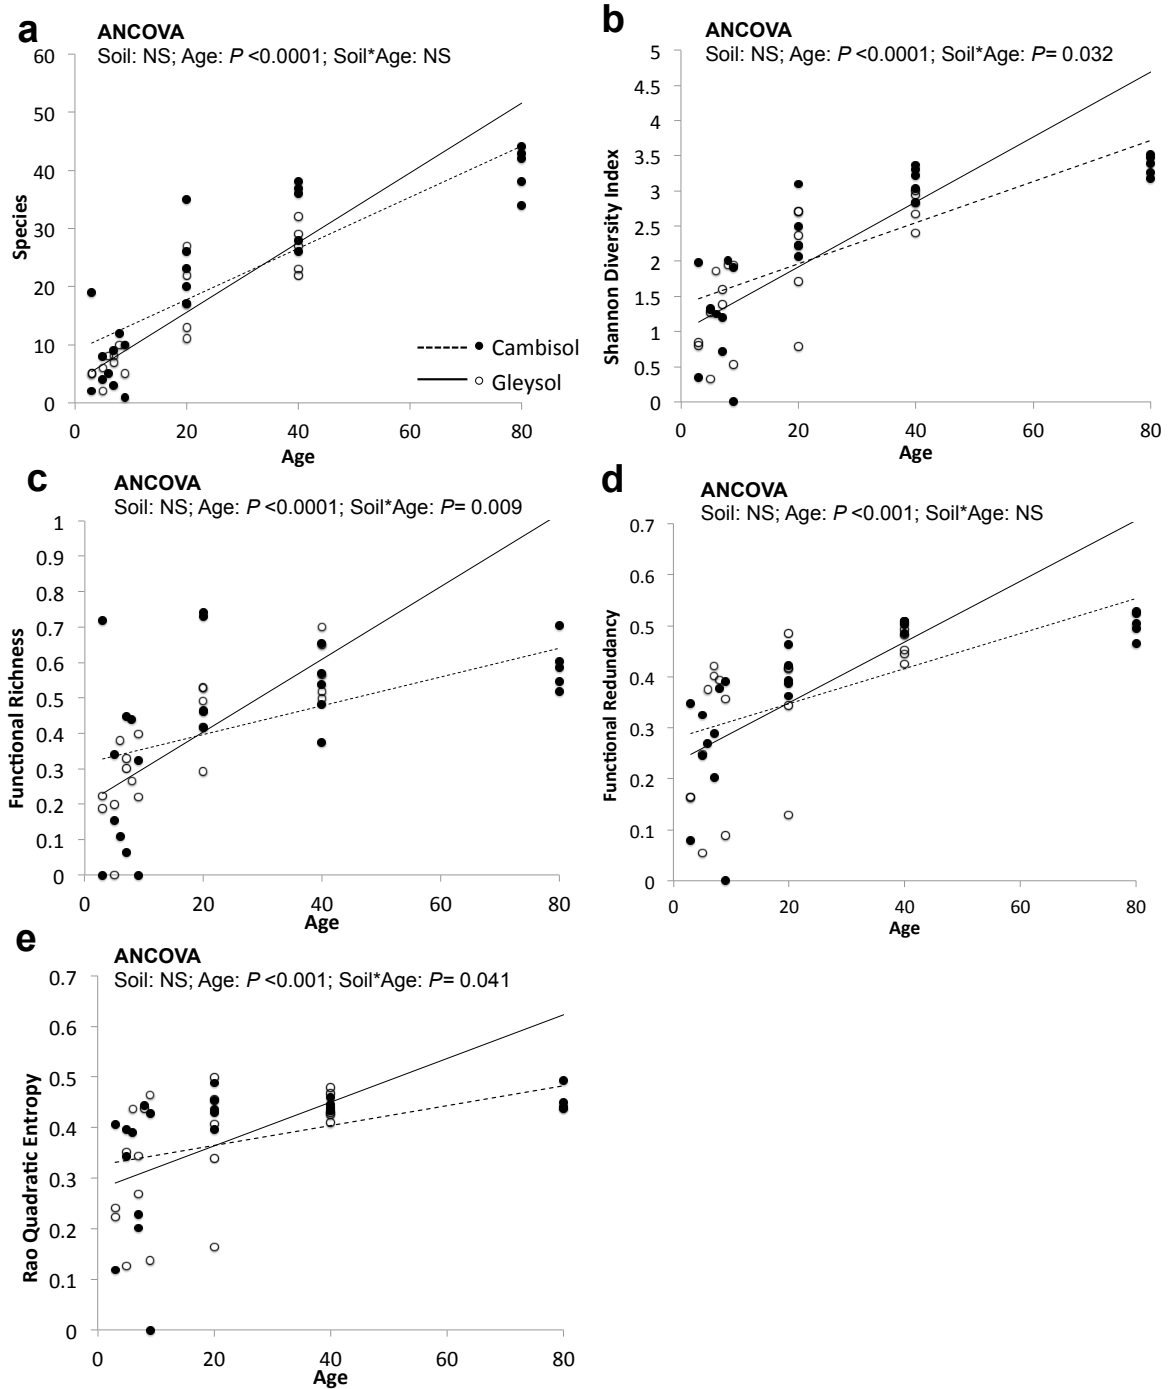 a
ANCOVA
Soil: NS; Age: P <0.0001; Soil*Age: NS
60
50
40
30
20
10
0
Species
0 20 40 60 80
Age
Cambisol
Gleysol
b
ANCOVA
Soil: NS; Age: P <0.0001; Soil*Age: P= 0.032
5
4.5
4
3.5
3
2.5
2
1.5
1
0.5
0
Shannon Diversity Index
0 20 40 60 80
Age
c
ANCOVA
Soil: NS; Age: P <0.0001; Soil*Age: P= 0.009
1
0.9
0.8
0.7
0.6
0.5
0.4
0.3
0.2
0.1
0
Functional Richness
0 20 40 60 80
Age
d
ANCOVA
Soil: NS; Age: P <0.001; Soil*Age: NS
0.7
0.6
0.5
0.4
0.3
0.2
0.1
0
Functional Redundancy
0 20 40 60 80
Age
e
ANCOVA
Soil: NS; Age: P <0.001; Soil*Age: P= 0.041
0.7
0.6
0.5
0.4
0.3
0.2
0.1
0
Rao Quadratic Entropy
0 20 40 60 80
Age